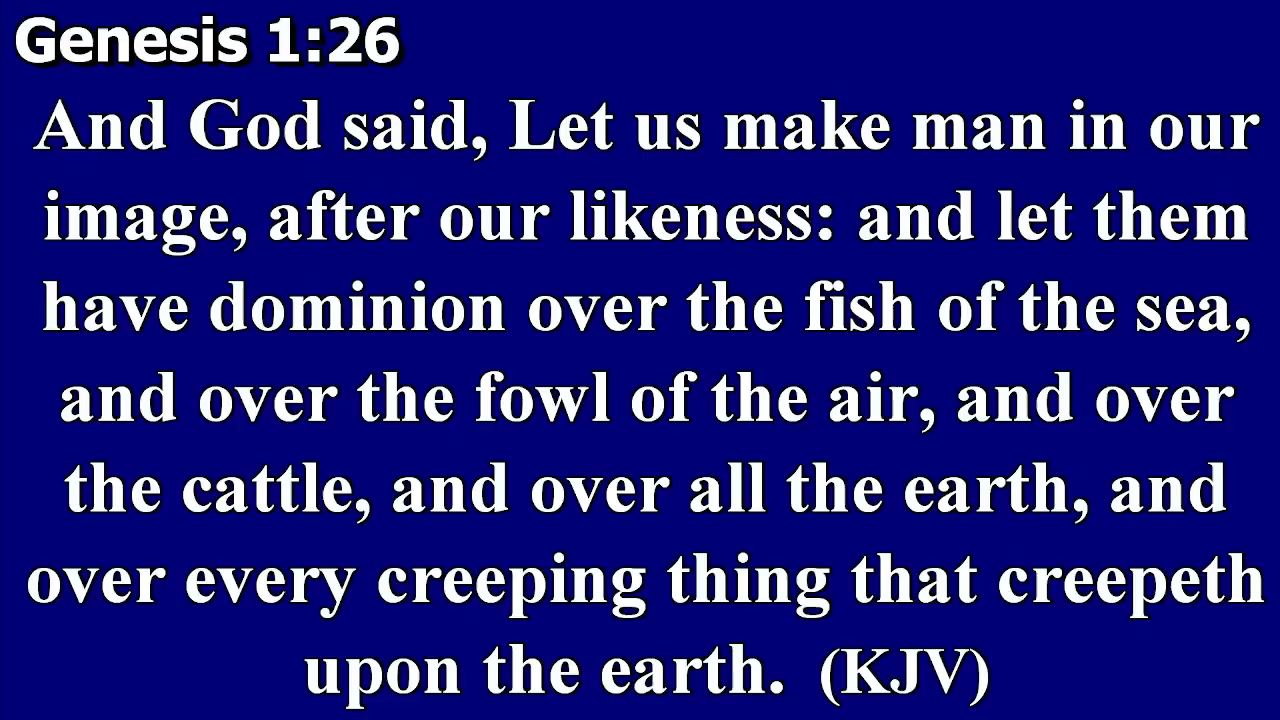 Genesis 1:26
And God said, Let us make man in our
image, after our likeness: and let them
have dominion over the fish of the sea,
and over the fowl of the air, and over
the cattle, and over all the earth, and
over every creeping thing that creepeth
upon the earth. (KJV)